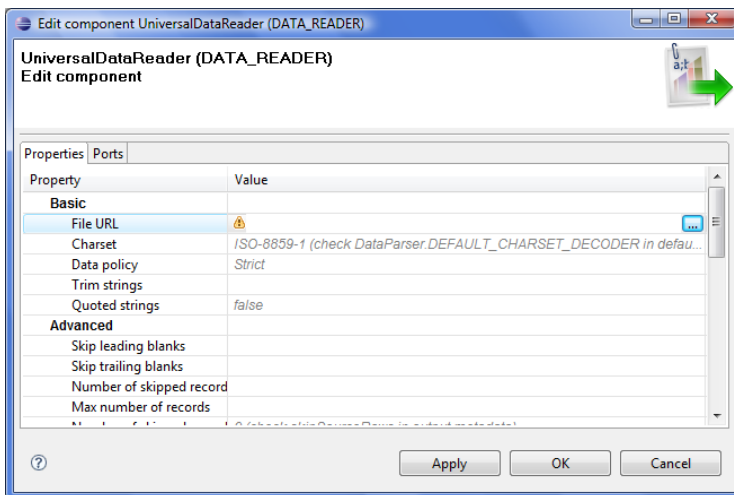 Edit component UniversalDataReader (DATA_READER)
UniversalDataReader (DATA_READER)
Edit component
a;b
Properties Ports
Property Value
Basic
File URL ...
Charset ISO-8859-1 (check DataParser.DEFAULT_CHARSET_DECODER in defau...
Data policy Strict
Trim strings
Quoted strings false
Advanced
Skip leading blanks
Skip trailing blanks
Number of skipped record
Max number of records
Apply OK Cancel